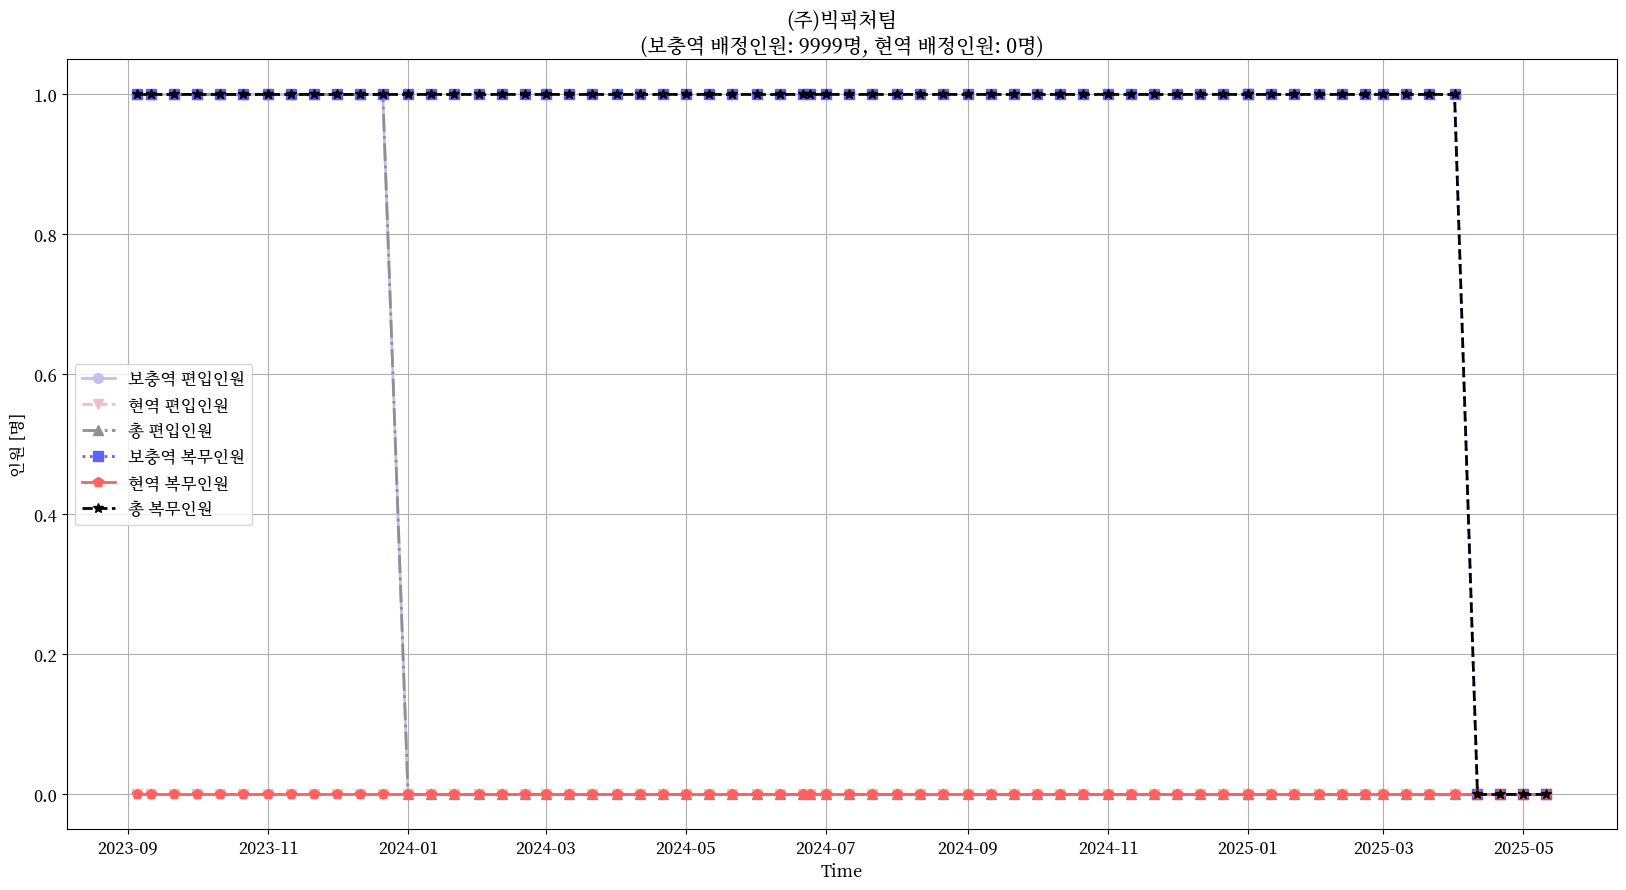 (주)빅픽처팀
(보충역 배정인원: 9999명, 현역 배정인원: 0명)
1.0
0.8
0.6
0.4
0.2
0.0
인원 [명]
보충역 편입인원
현역 편입인원
총 편입인원
보충역 복무인원
현역 복무인원
총 복무인원
2023-09 2023-11 2024-01 2024-03 2024-05 2024-07 2024-09 2024-11 2025-01 2025-03 2025-05
Time